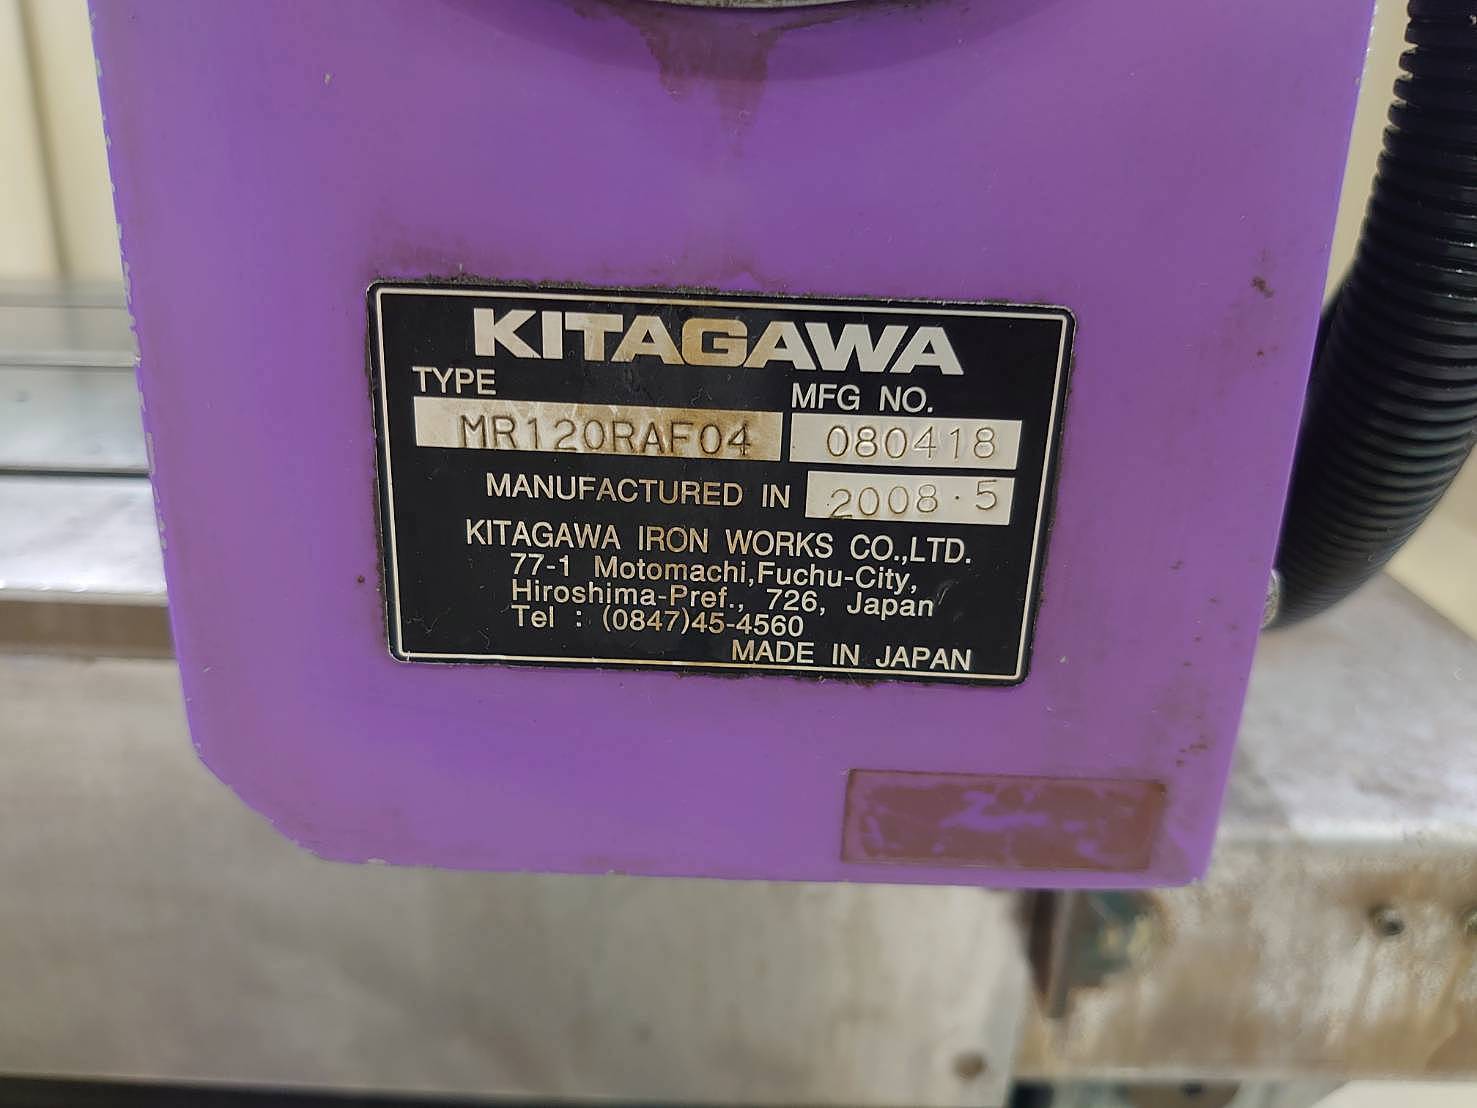 KITAGAWA
TYPE MFG NO.
MR120RAF04 080418
MANUFACTURED IN 2008・5
KITAGAWA IRON WORKS CO.,LTD.
77-1 Motomachi,Fuchu-City,
Hiroshima-Pref., 726, Japan
Tel : (0847)45-4560
MADE IN JAPAN